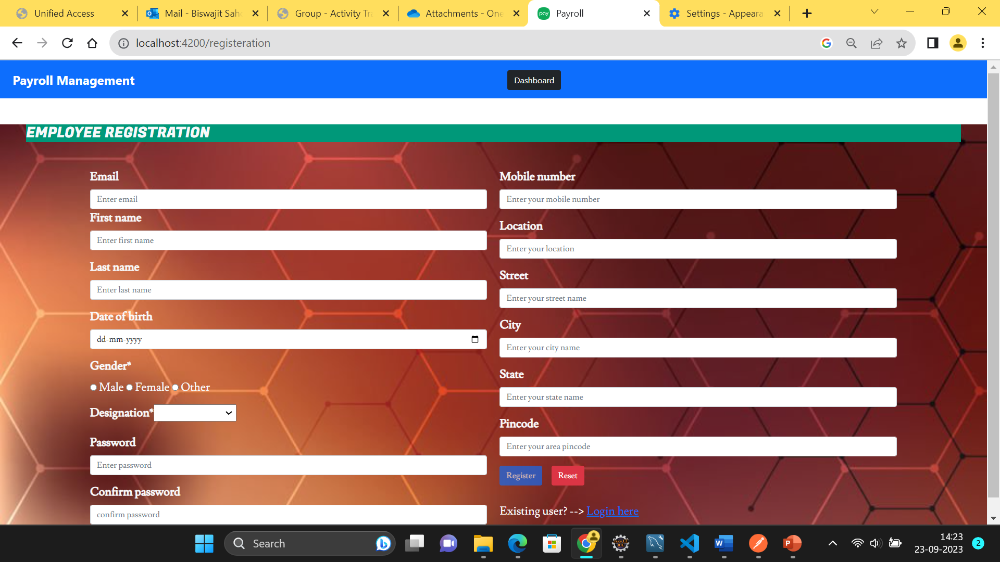 Unified Access
Mail - Biswajit Saho
Group - Activity Tra
Attachments - One
pay Payroll
Settings - Appeara
localhost:4200/registeration
Payroll Management
Dashboard
EMPLOYEE REGISTRATION
Email
Enter email
First name
Enter first name
Last name
Enter last name
Date of birth
dd-mm-yyyy
Gender*
Male Female Other
Designation*
Password
Enter password
Confirm password
confirm password
Mobile number
Enter your mobile number
Location
Enter your location
Street
Enter your street name
City
Enter your city name
State
Enter your state name
Pincode
Enter your area pincode
Register Reset
Existing user? --> Login here
Search
14:23
23-09-2023
2